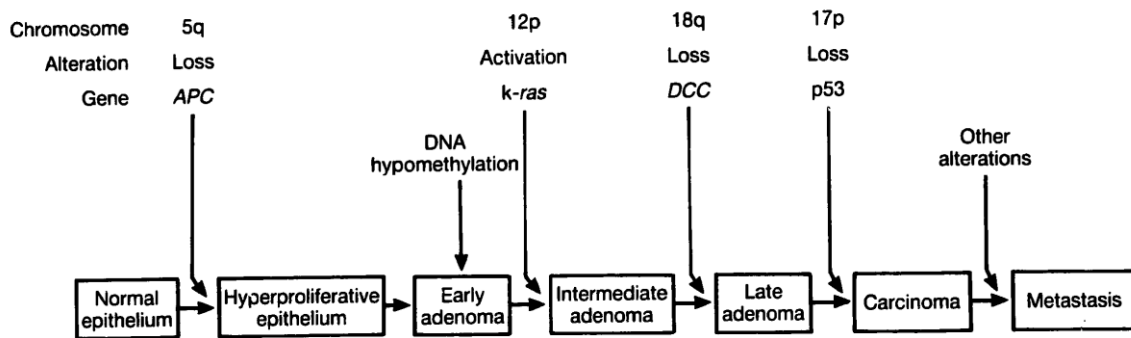 Chromosome 5q 12p 18q 17p
Alteration Loss Activation Loss Loss
Gene APC k-ras DCC p53
DNA
hypomethylation
Other
alterations
Normal
epithelium
Hyperproliferative
epithelium
Early
adenoma
Intermediate
adenoma
Late
adenoma
Carcinoma
Metastasis